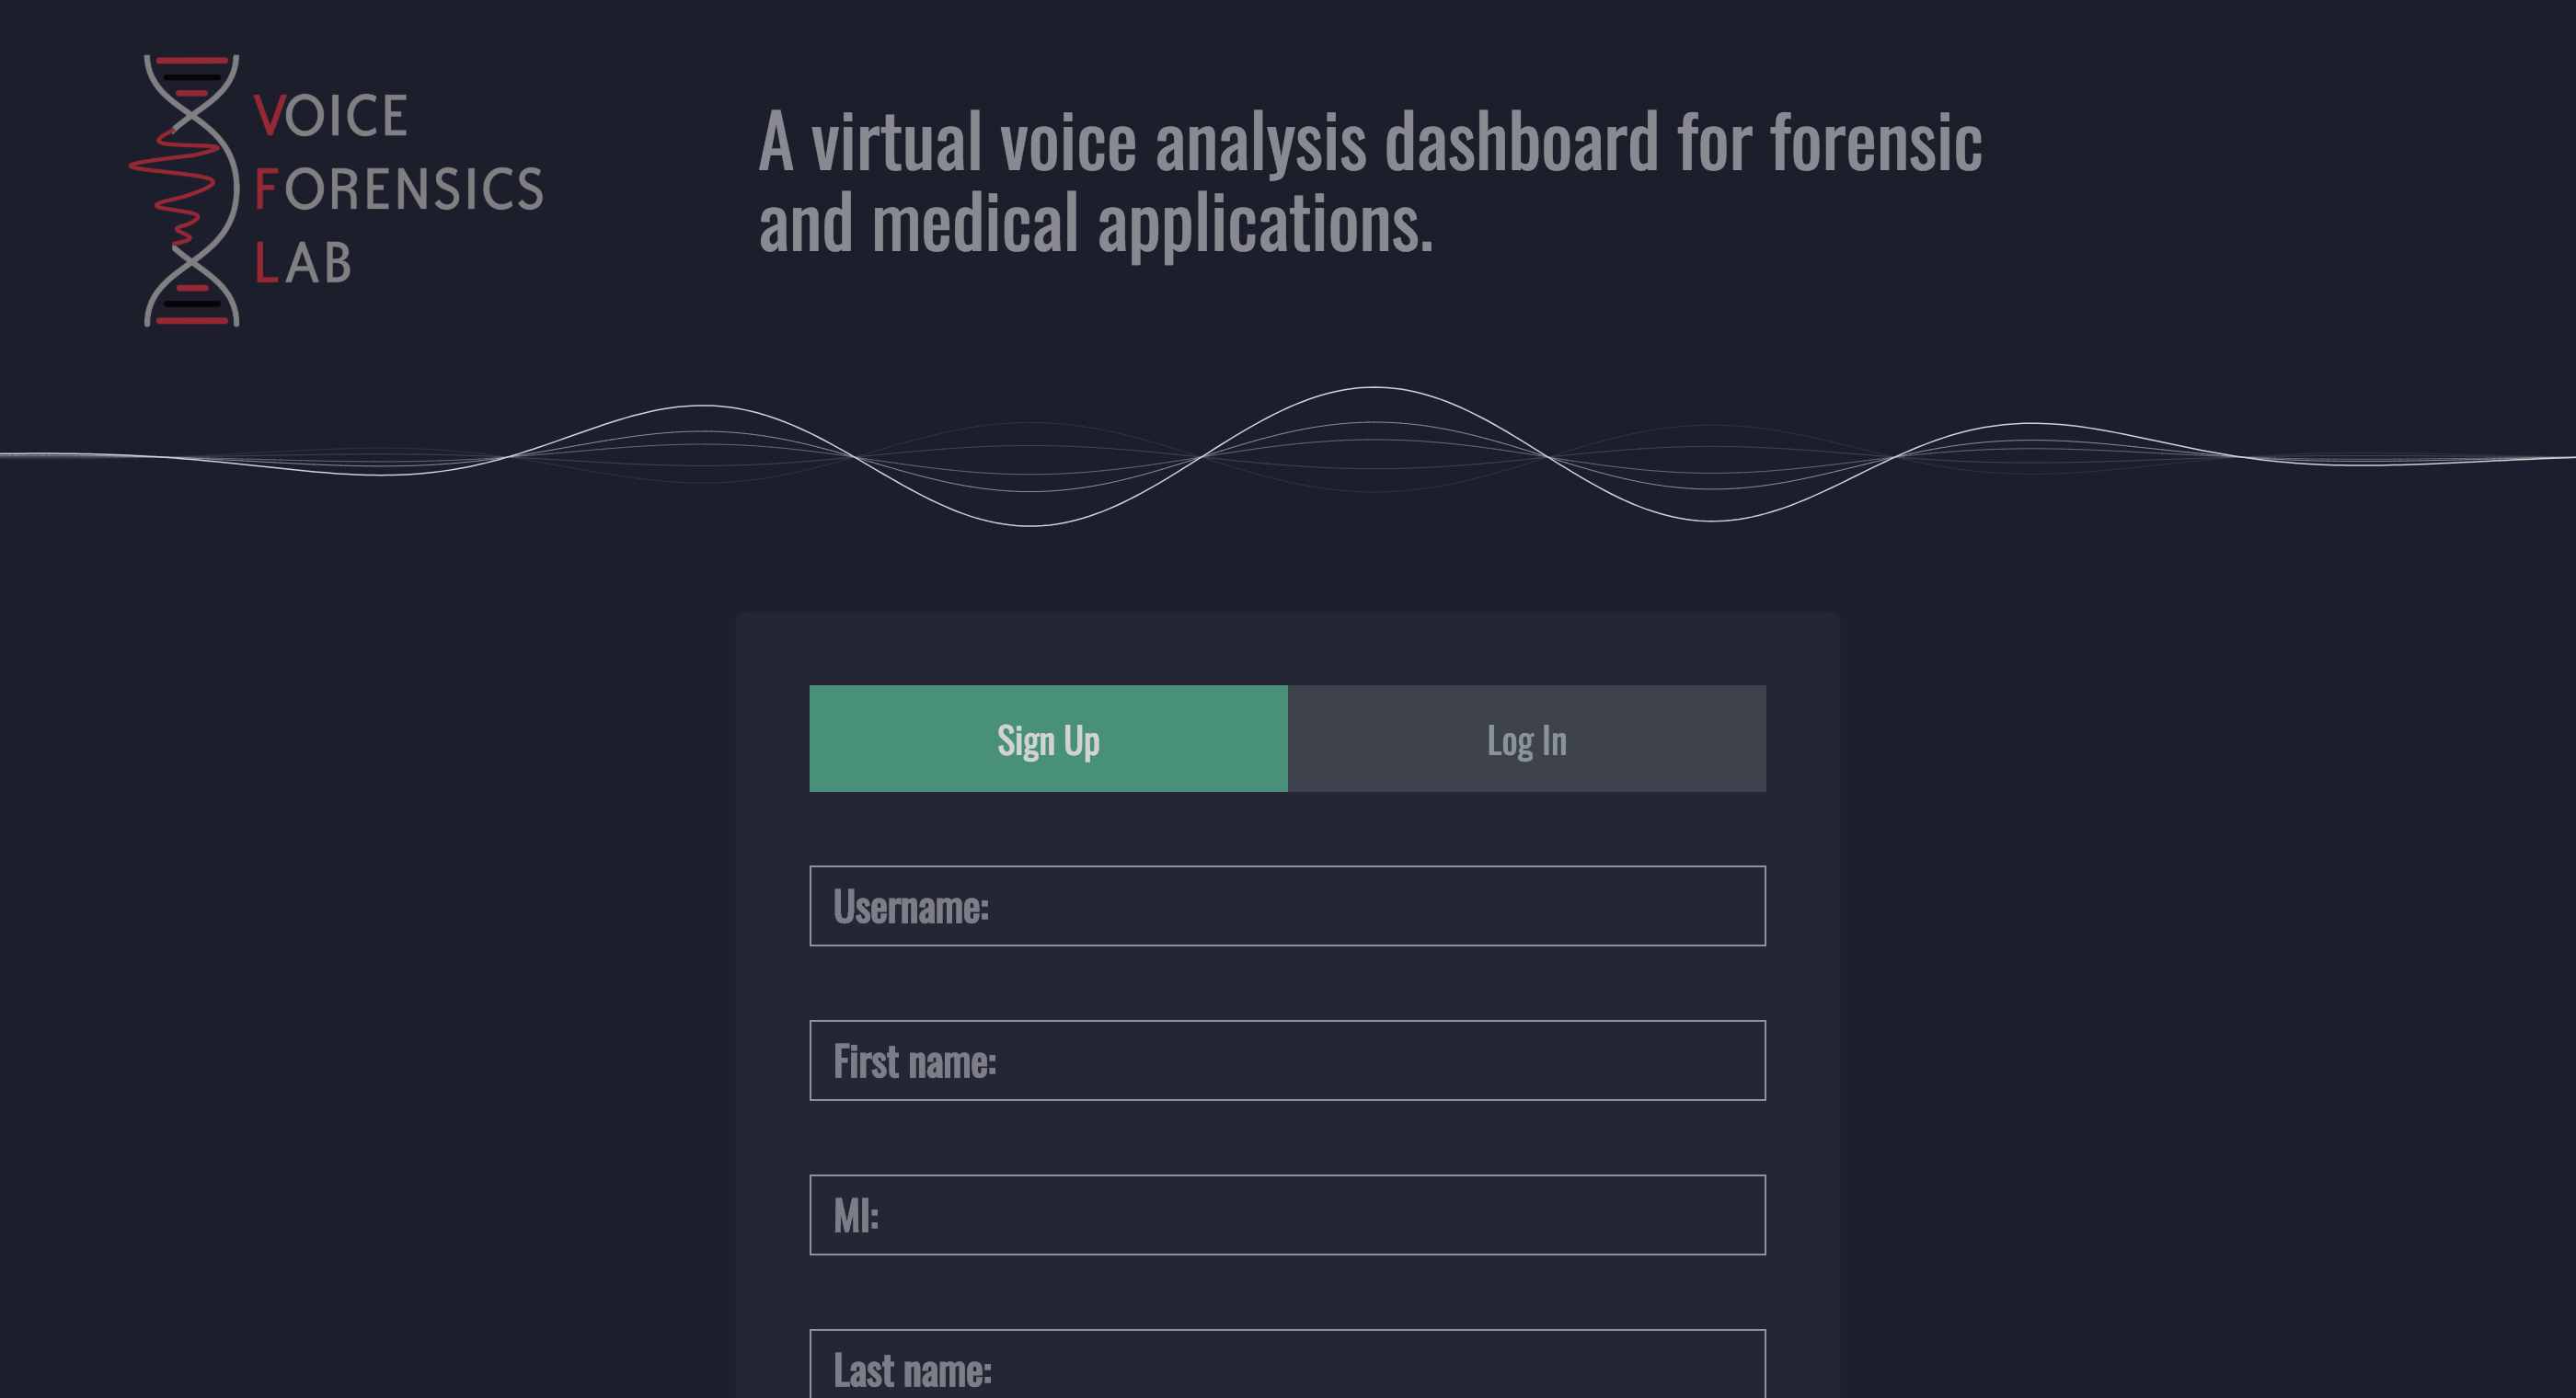 VOICE
FORENSICS
LAB
A virtual voice analysis dashboard for forensic
and medical applications.
Sign Up
Log In
Username:
First name:
MI:
Last name: